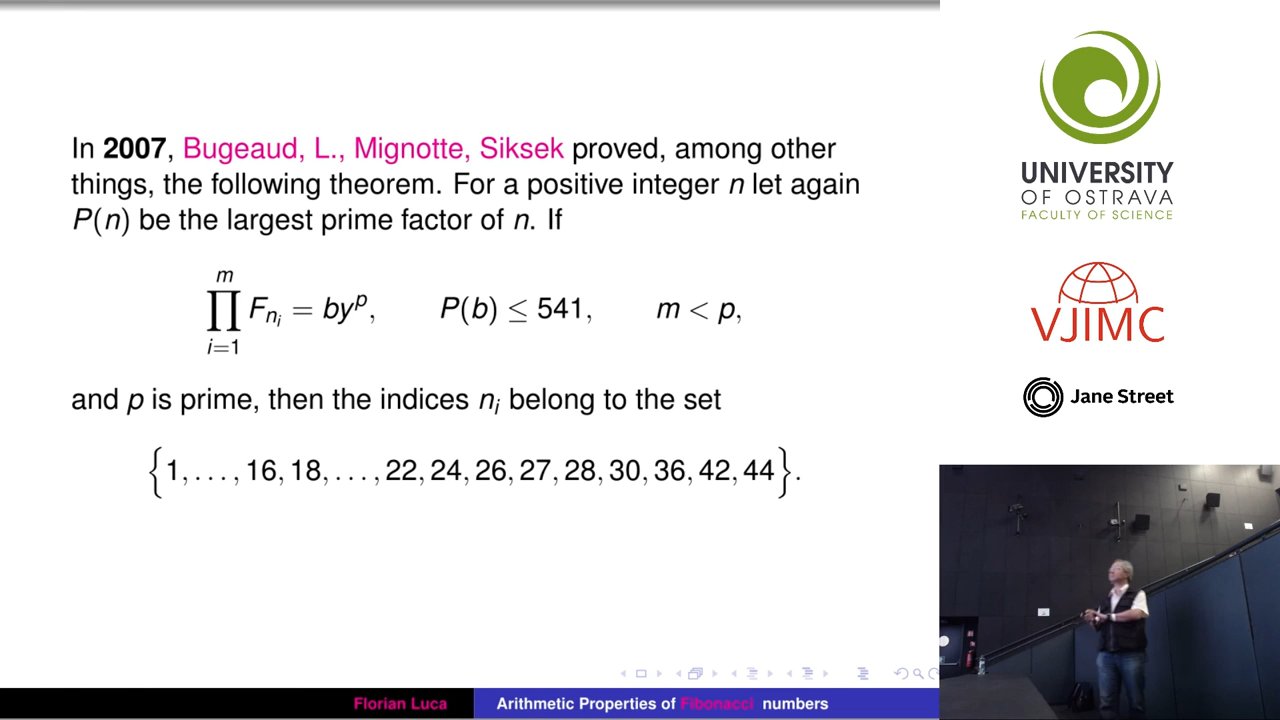 In 2007, Bugeaud, L., Mignotte, Siksek proved, among other
things, the following theorem. For a positive integer n let again
P(n) be the largest prime factor of n. If
m
∏ F_{n_i} = by^p, P(b) ≤ 541, m < p,
i=1
and p is prime, then the indices n_i belong to the set
{1, . . . , 16, 18, . . . , 22, 24, 26, 27, 28, 30, 36, 42, 44}.
Florian Luca
Arithmetic Properties of Fibonacci numbers
UNIVERSITY
OF OSTRAVA
FACULTY OF SCIENCE
VJIMC
Jane Street